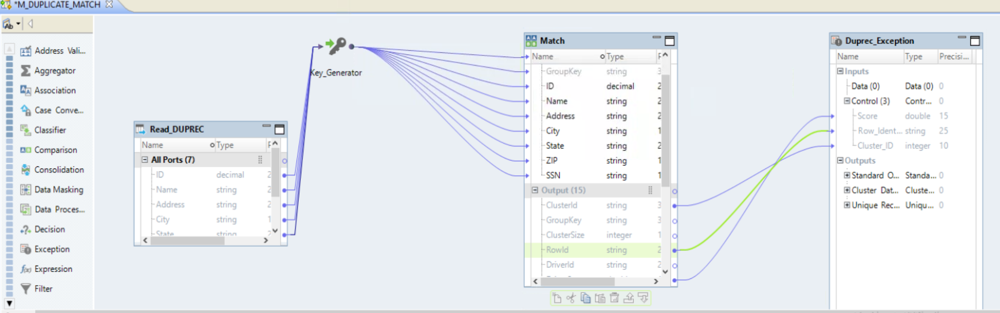 *M_DUPLICATE_MATCH
Ab
Address Vali...
Aggregator
Association
Case Conve...
Classifier
Comparison
Consolidation
Data Masking
Data Proces...
Decision
Exception
f(x) Expression
Filter
Read_DUPREC
Name Type
All Ports (7)
ID decimal 2
Name string 2
Address string 2
City string 1
State string 2
Key_Generator
Match
Name Type
GroupKey string 3
ID decimal 2
Name string 2
Address string 2
City string 1
State string 2
ZIP string 1
SSN string 1
Output (15)
ClusterId string 3
GroupKey string 3
ClusterSize integer 1
RowId string 2
DriverId string 2
Duprec_Exception
Name Type Precisi...
Inputs
Data (0) Data (0) 0
Control (3) Contr... 0
Score double 15
Row_Ident... string 25
Cluster_ID integer 10
Outputs
Standard O... Standa... 0
Cluster Dat... Cluste... 0
Unique Rec... Uniqu... 0